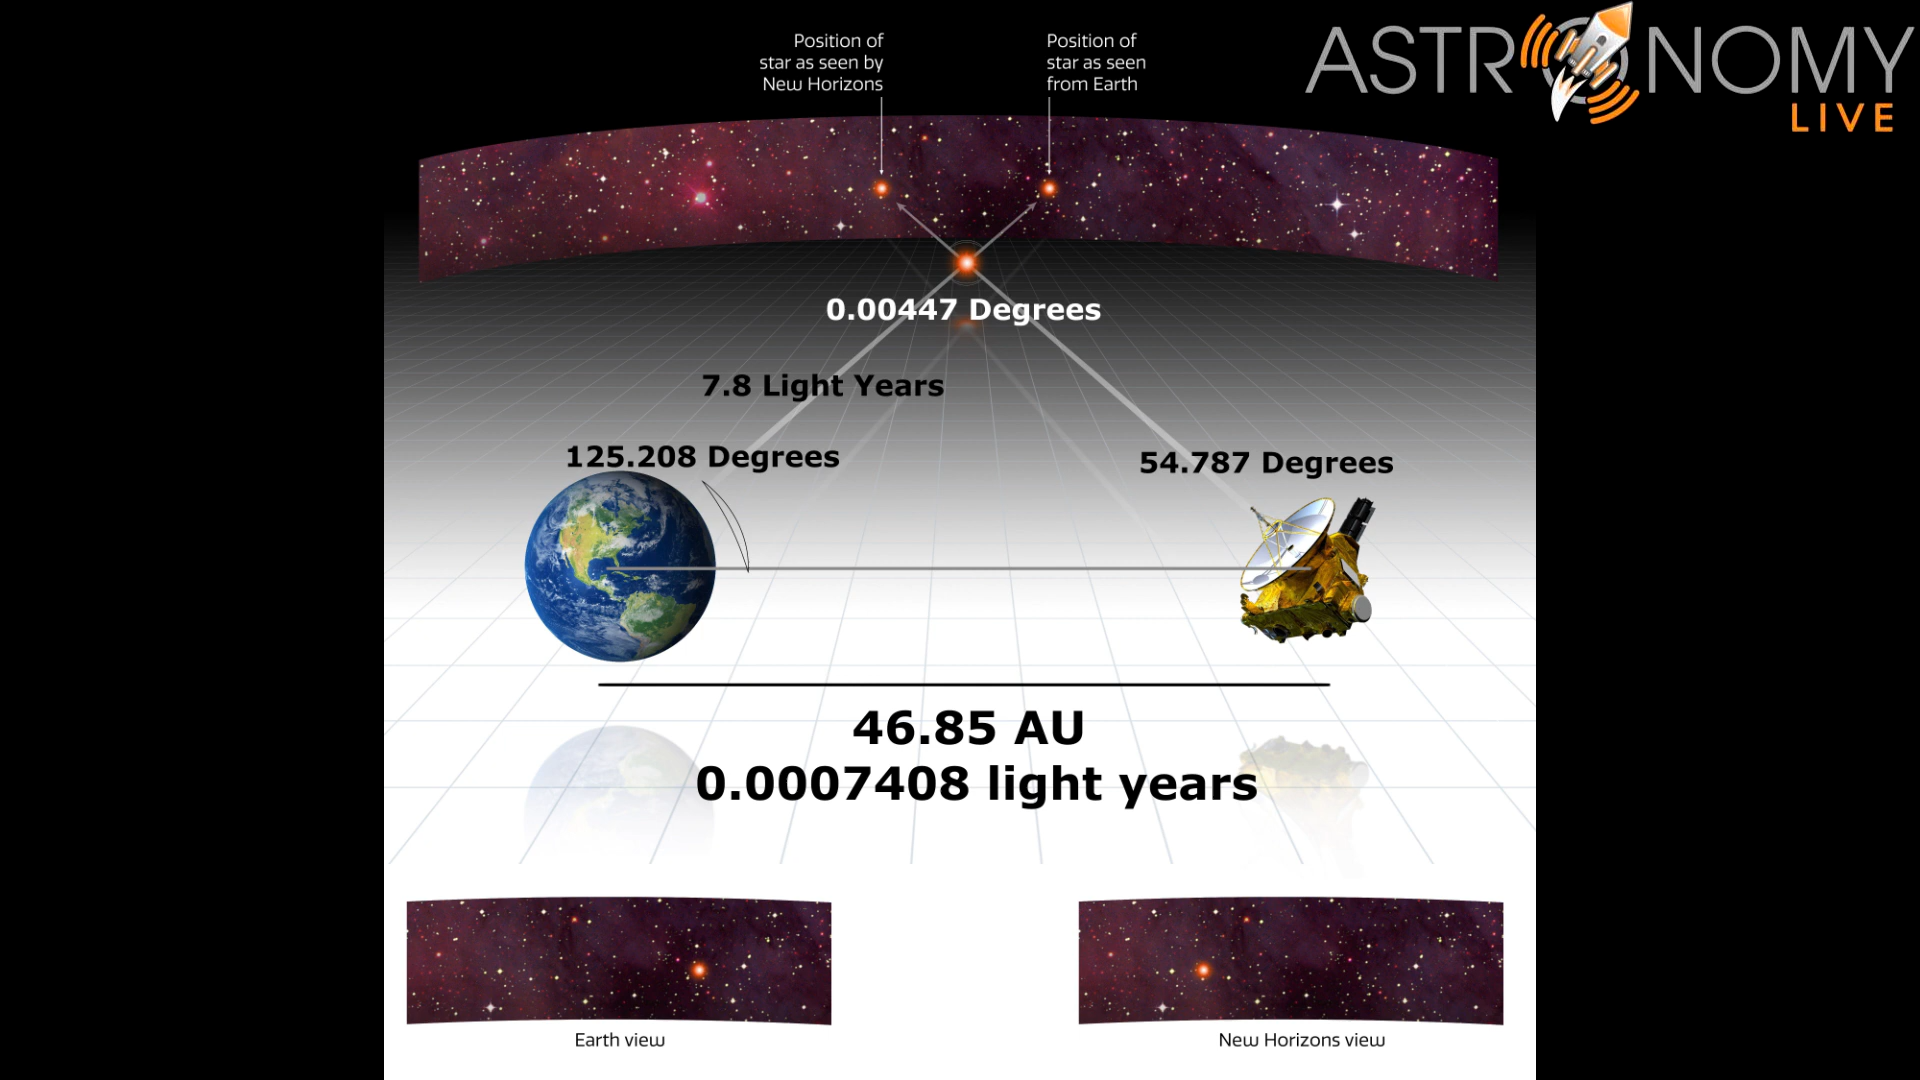 Position of
star as seen by
New Horizons
Position of
star as seen
from Earth
ASTRONOMY
LIVE
0.00447 Degrees
7.8 Light Years
125.208 Degrees
54.787 Degrees
46.85 AU
0.0007408 light years
Earth view
New Horizons view